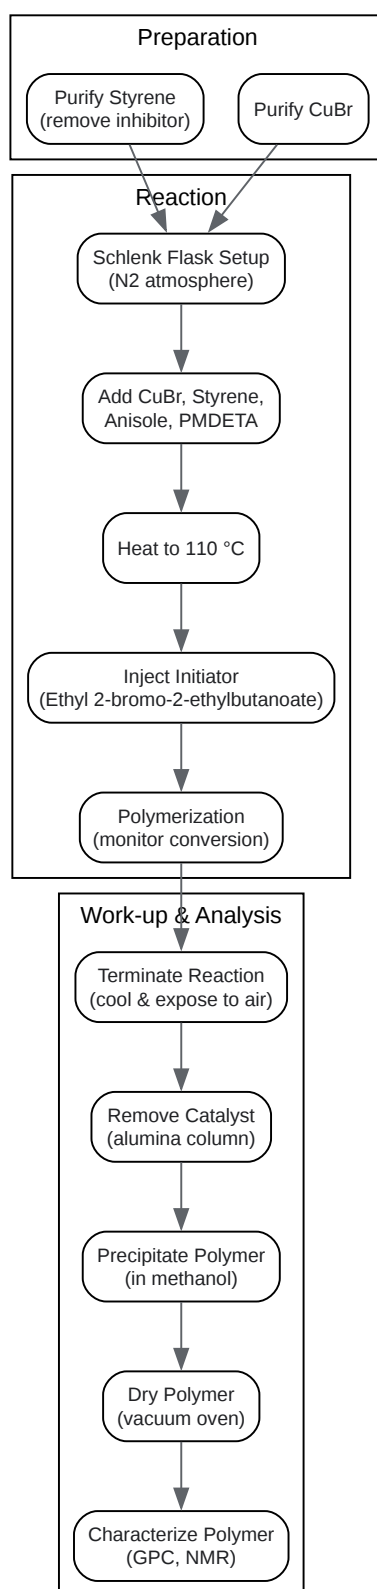 Preparation
Purify Styrene
(remove inhibitor)
Purify CuBr
Reaction
Schlenk Flask Setup
(N2 atmosphere)
Add CuBr, Styrene,
Anisole, PMDETA
Heat to 110 °C
Inject Initiator
(Ethyl 2-bromo-2-ethylbutanoate)
Polymerization
(monitor conversion)
Work-up & Analysis
Terminate Reaction
(cool & expose to air)
Remove Catalyst
(alumina column)
Precipitate Polymer
(in methanol)
Dry Polymer
(vacuum oven)
Characterize Polymer
(GPC, NMR)